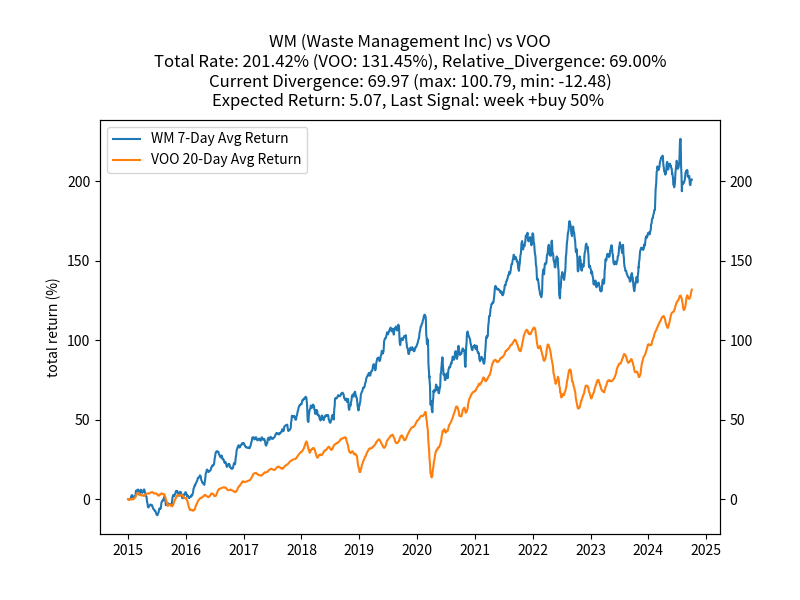 WM (Waste Management Inc) vs VOO
Total Rate: 201.42% (VOO: 131.45%), Relative_Divergence: 69.00%
Current Divergence: 69.97 (max: 100.79, min: -12.48)
Expected Return: 5.07, Last Signal: week +buy 50%
WM 7-Day Avg Return
VOO 20-Day Avg Return
total return (%)
200
150
100
50
0
200
150
100
50
0
2015 2016 2017 2018 2019 2020 2021 2022 2023 2024 2025